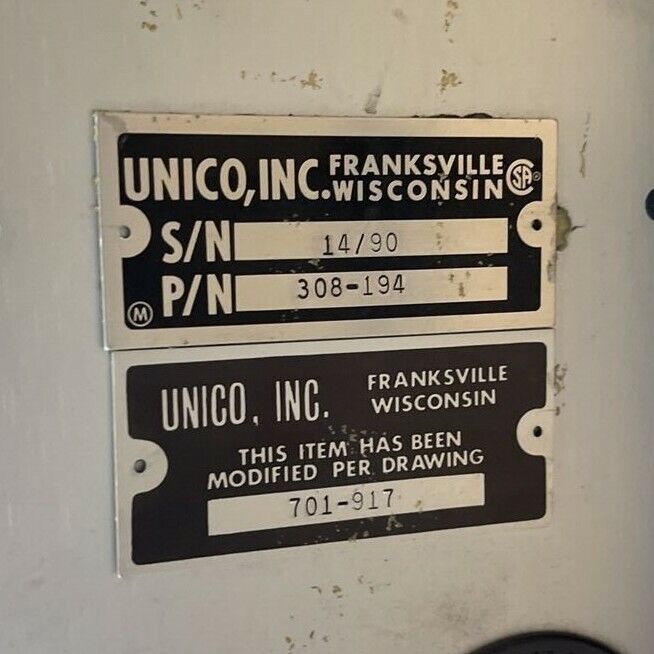 UNICO, INC. FRANKSVILLE WISCONSIN SA®
S/N 14/90
P/N 308-194
M
UNICO, INC. FRANKSVILLE WISCONSIN
THIS ITEM HAS BEEN
MODIFIED PER DRAWING
701-917